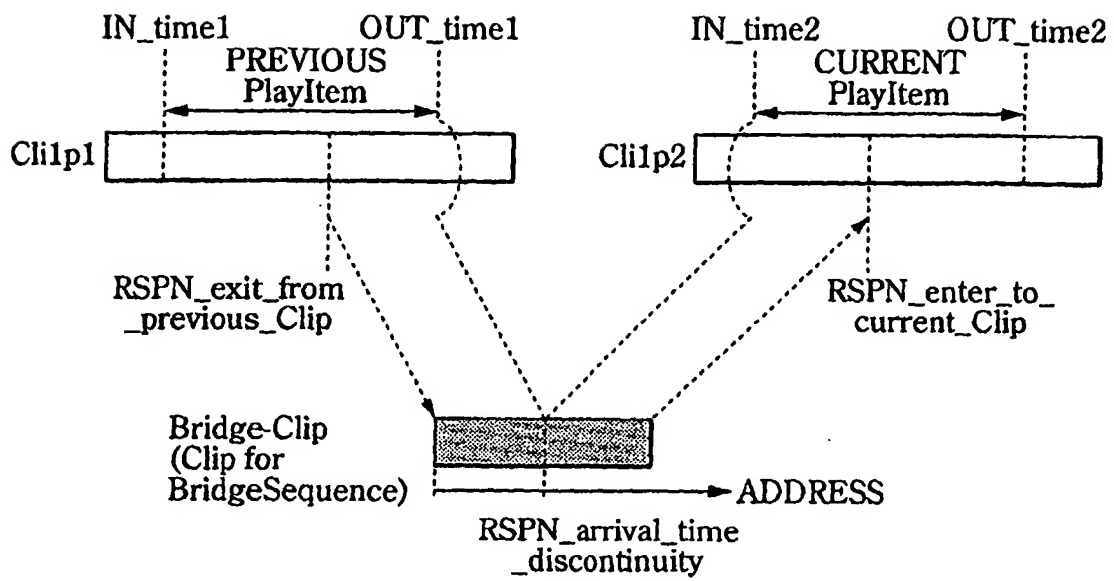 IN_time1
OUT_time1
IN_time2
OUT_time2
PREVIOUS
PlayItem
CURRENT
PlayItem
Cli1p1
Cli1p2
RSPN_exit_from
_previous_Clip
RSPN_enter_to_
current_Clip
Bridge-Clip
(Clip for
BridgeSequence)
ADDRESS
RSPN_arrival_time
_discontinuity